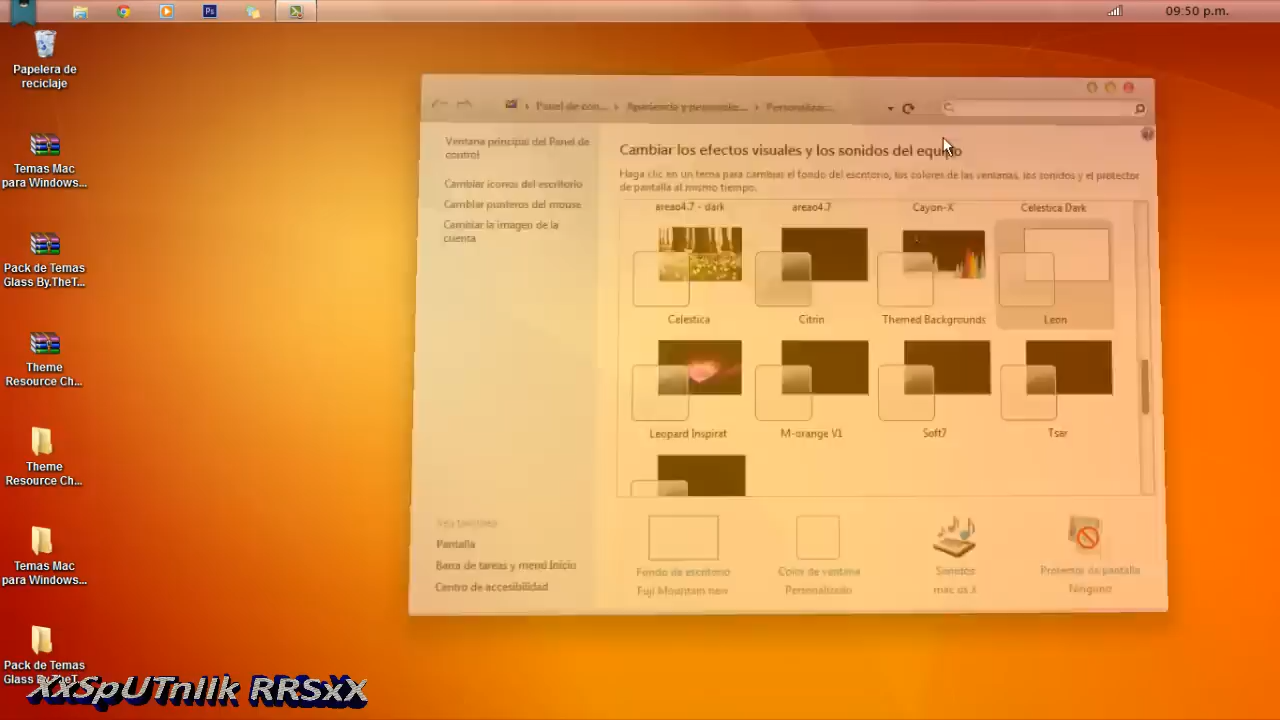 Ps
09:50 p.m.
Papelera de
reciclaje
Temas Mac
para Windows...
Pack de Temas
Glass By.TheT...
Theme
Resource Ch...
Theme
Resource Ch...
Temas Mac
para Windows...
Pack de Temas
Glass By.TheT...
XxSpUTnIIk RRSxX
Panel de con... Apariencia y personaliz... Personalizac...
Ventana principal del Panel de
control
Cambiar iconos del escritorio
Cambiar punteros del mouse
Cambiar la imagen de la
cuenta
Vea también
Pantalla
Barra de tareas y menú Inicio
Centro de accesibilidad
Cambiar los efectos visuales y los sonidos del equipo
Haga clic en un tema para cambiar el fondo del escritorio, los colores de las ventanas, los sonidos y el protector
de pantalla al mismo tiempo.
areao4.7 - dark areao4.7 Cayon-X Celestica Dark
Celestica Citrin Themed Backgrounds Leon
Leopard Inspirat M-orange V1 Soft7 Tsar
Fondo de escritorio Color de ventana Sonidos Protector de pantalla
Fuji Mountain new Personalizado mac os X Ninguno